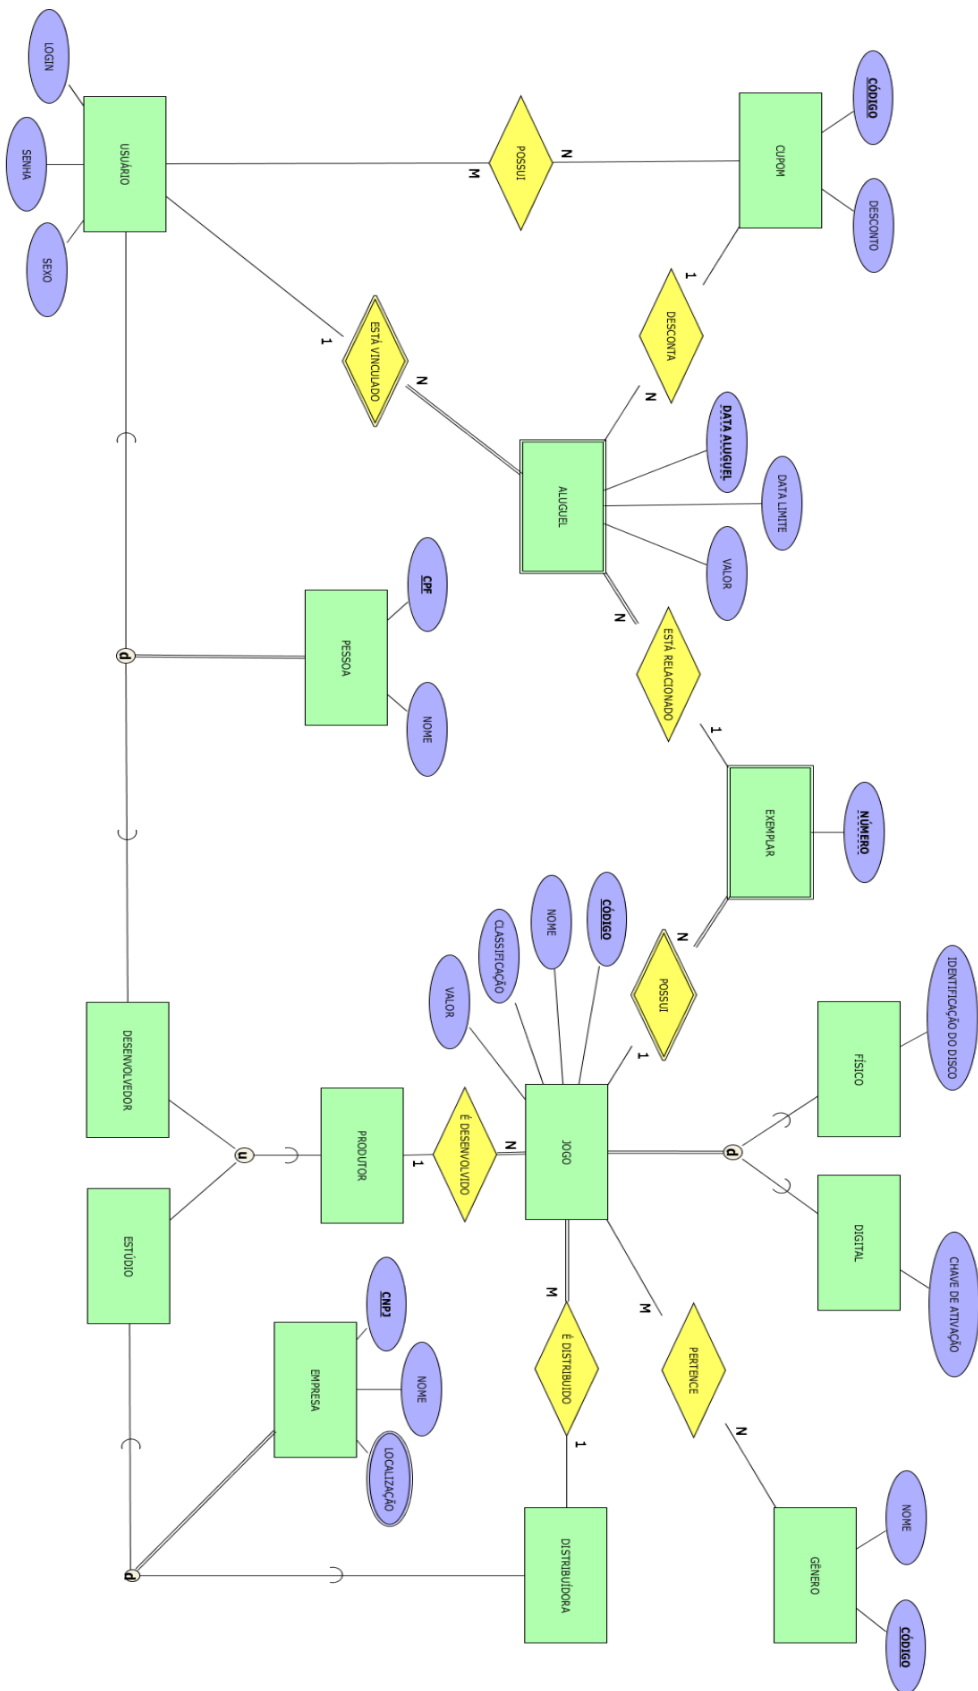 IDENTIFICAÇÃO DO DISCO
CHAVE DE ATIVAÇÃO
NOME
CÓDIGO
CÓDIGO
DESCONTO
NÚMERO
FÍSICO
DIGITAL
GÊNERO
CUPOM
DATA LIMITE
EXEMPLAR
N
d
DATA ALUGUEL
VALOR
1
1
N
PERTENCE
DESCONTA
ESTÁ RELACIONADO
POSSUI
N
N
1
M
CÓDIGO
N
POSSUI
M
ALUGUEL
JOGO
É DISTRIBUIDO
1
DISTRIBUÍDORA
NOME
M
CLASSIFICAÇÃO
VALOR
N
É DESENVOLVIDO
1
N
ESTÁ VINCULADO
1
CPF
NOME
PESSOA
PRODUTOR
CNPJ
NOME
LOCALIZAÇÃO
EMPRESA
u
LOGIN
SENHA
SEXO
USUÁRIO
d
DESENVOLVEDOR
ESTÚDIO
d